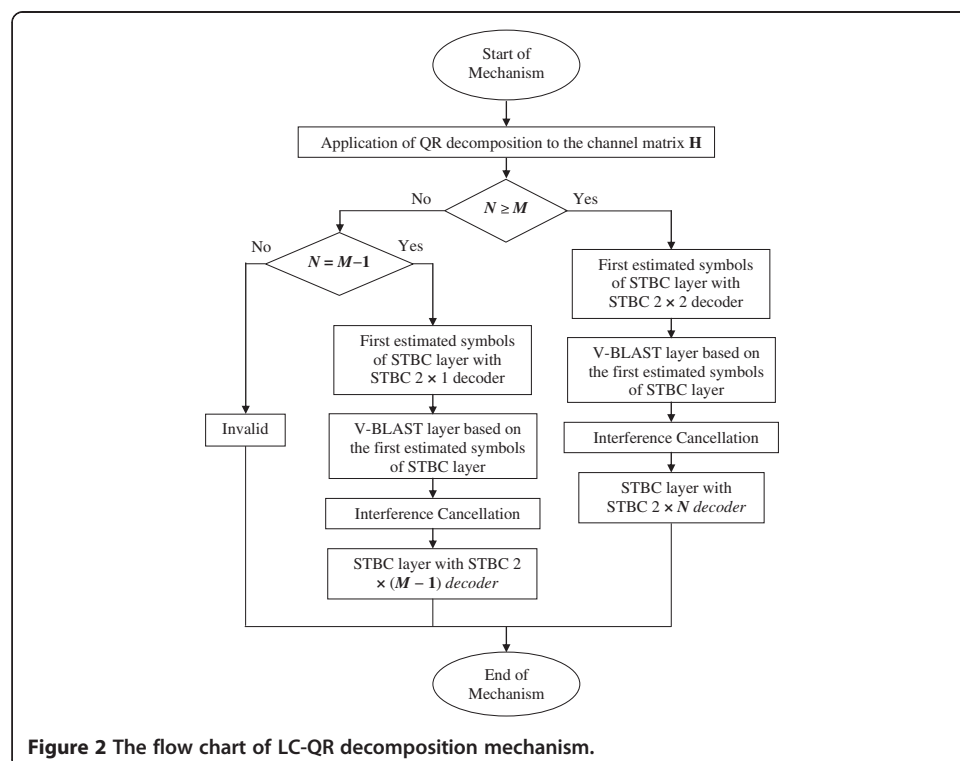 Start of
Mechanism
Application of QR decomposition to the channel matrix H
No
N ≥ M
Yes
No
N = M–1
Yes
First estimated symbols
of STBC layer with
STBC 2 × 2 decoder
First estimated symbols
of STBC layer with
STBC 2 × 1 decoder
V-BLAST layer based on
the first estimated symbols
of STBC layer
Invalid
V-BLAST layer based on
the first estimated symbols
of STBC layer
Interference Cancellation
STBC layer with
STBC 2 × N decoder
Interference Cancellation
STBC layer with STBC 2
× (M – 1) decoder
End of
Mechanism
Figure 2 The flow chart of LC-QR decomposition mechanism.